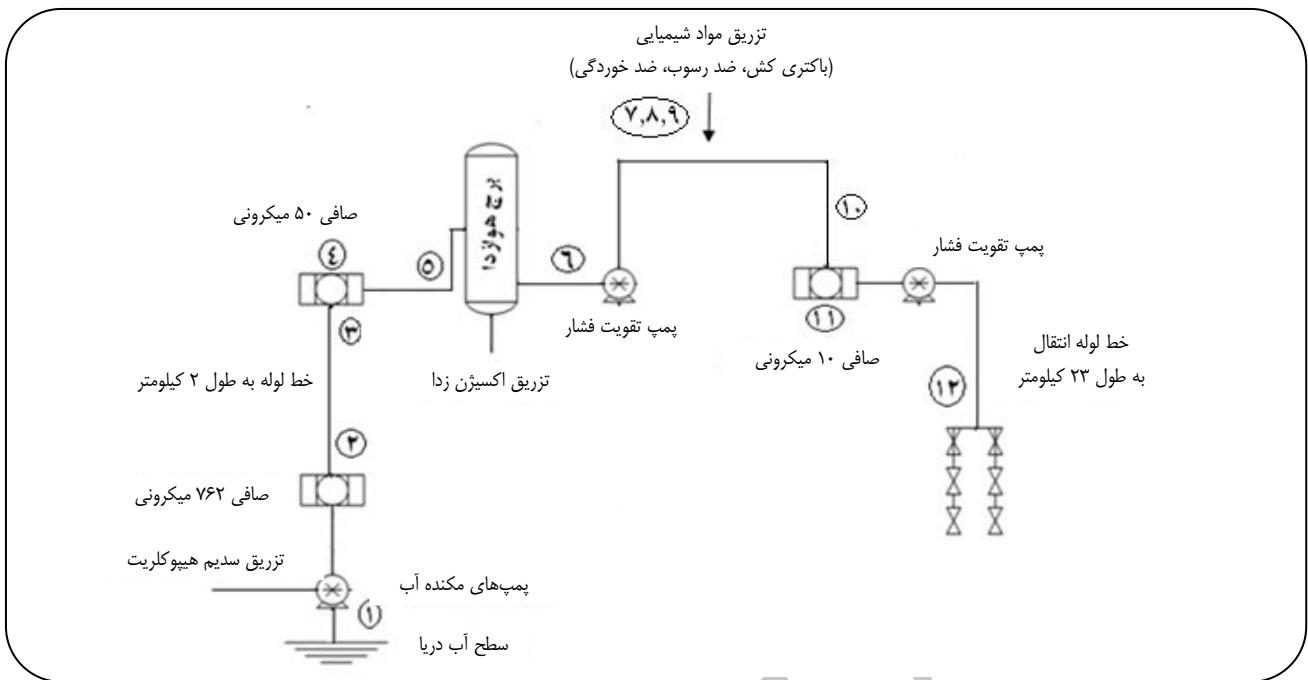 تزریق مواد شیمیایی
(باکتری کش، ضد رسوب، ضد خوردگی)
۷,۸,۹
برج هوازدا
صافی ۵۰ میکرونی
۴
۵
۶
۱۰
پمپ تقویت فشار
پمپ تقویت فشار
۱۱
صافی ۱۰ میکرونی
خط لوله انتقال
به طول ۲۳ کیلومتر
۱۲
۳
تزریق اکسیژن زدا
خط لوله به طول ۲ کیلومتر
۲
صافی ۷۶۲ میکرونی
تزریق سدیم هیپوکلریت
پمپ‌های مکنده آب
۱
سطح آب دریا